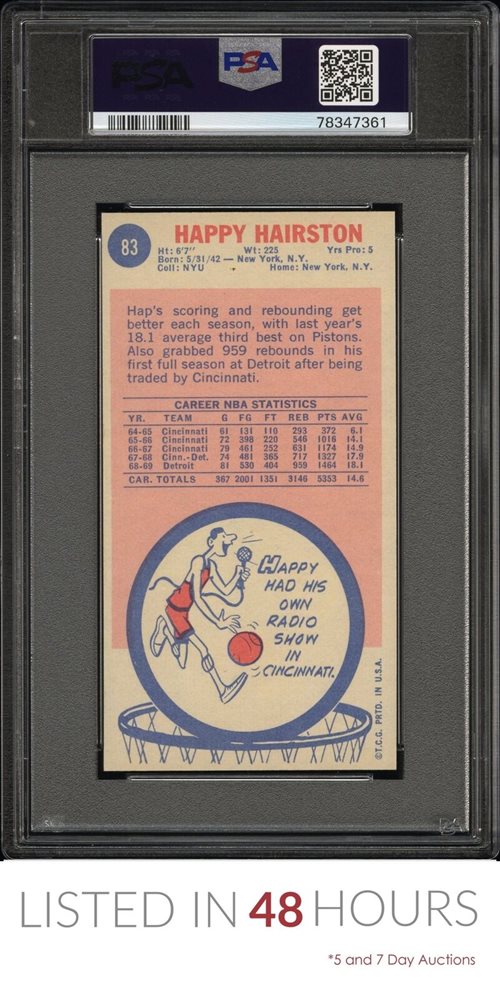 PSA
PSA
78347361
83
HAPPY HAIRSTON
Ht: 6'7" Wt: 225 Yrs Pro: 5
Born: 5/31/42 — New York, N.Y.
Coll: NYU Home: New York, N.Y.
Hap's scoring and rebounding get
better each season, with last year's
18.1 average third best on Pistons.
Also grabbed 959 rebounds in his
first full season at Detroit after being
traded by Cincinnati.
CAREER NBA STATISTICS
YR. TEAM G FG FT REB PTS AVG
64-65 Cincinnati 61 131 110 293 372 6.1
65-66 Cincinnati 72 398 220 546 1016 14.1
66-67 Cincinnati 79 461 252 631 1174 14.9
67-68 Cinn.-Det. 74 481 365 717 1327 17.9
68-69 Detroit 81 530 404 959 1464 18.1
CAR. TOTALS 367 2001 1351 3146 5353 14.6
HAPPY
HAD HIS
OWN
RADIO
SHOW
IN
CINCINNATI.
©T.C.G. PRTD. IN U.S.A.
LISTED IN 48 HOURS
*5 and 7 Day Auctions